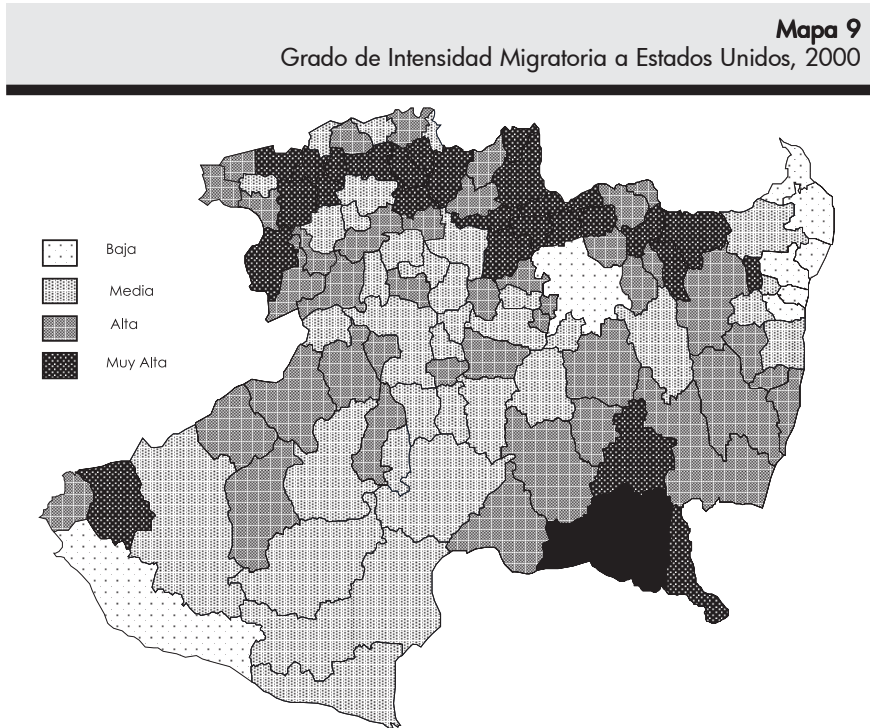 Mapa 9
Grado de Intensidad Migratoria a Estados Unidos, 2000
Baja
Media
Alta
Muy Alta